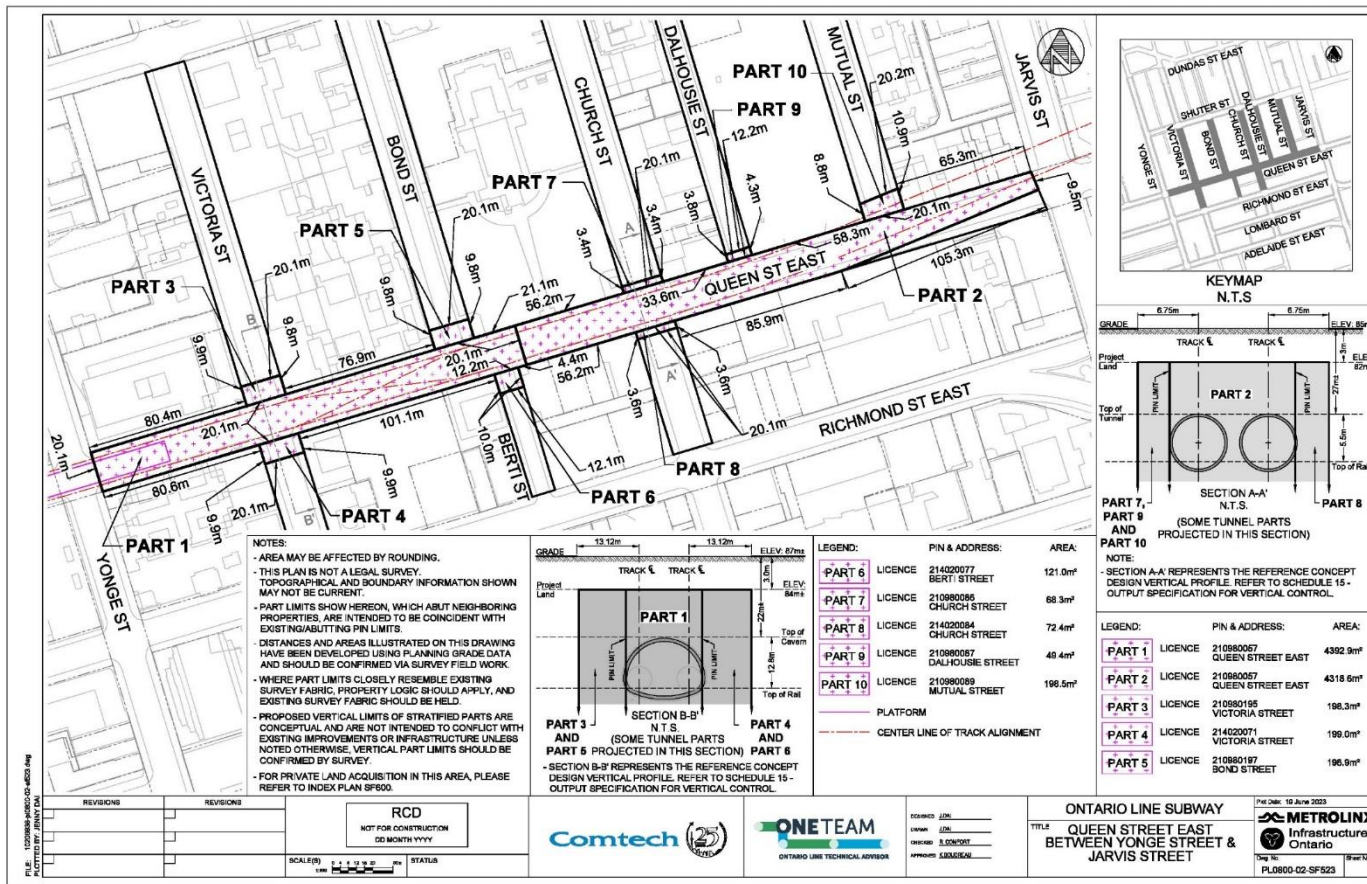 DUNDAS ST EAST
SHUTER ST
VICTORIA ST
BOND ST
CHURCH ST
DALHOUSIE ST
MUTUAL ST
JARVIS ST
YONGE ST
QUEEN ST EAST
RICHMOND ST EAST
LOMBARD ST
ADELAIDE ST EAST
KEYMAP
N.T.S
VICTORIA ST
BOND ST
CHURCH ST
DALHOUSIE ST
MUTUAL ST
JARVIS ST
PART 10
20.2m
PART 9
12.2m
10.9m
65.3m
8.8m
9.5m
20.1m
PART 7
20.1m
3.4m
3.4m
A
3.8m
4.3m
58.3m
20.1m
QUEEN ST EAST
33.6m
105.3m
PART 2
PART 5
20.1m
9.8m
9.8m
21.1m
56.2m
85.9m
PART 3
20.1m
B
9.9m
9.8m
76.9m
20.1m
12.2m
4.4m
56.2m
3.6m
A'
3.6m
20.1m
PART 8
RICHMOND ST EAST
80.4m
20.1m
20.1m
101.1m
10.0m
BERTI ST
12.1m
PART 6
80.6m
9.9m
20.1m
9.9m
B'
PART 4
PART 1
YONGE ST
6.75m
6.75m
GRADE
TRACK ℄
TRACK ℄
Project
Land
PIN LIMIT
PART 2
PIN LIMIT
27m±
Top of
Tunnel
5.5m
PART 7,
PART 9
AND
PART 10
SECTION A-A'
N.T.S.
(SOME TUNNEL PARTS
PROJECTED IN THIS SECTION)
PART 8
NOTE:
- SECTION A-A' REPRESENTS THE REFERENCE CONCEPT
DESIGN VERTICAL PROFILE. REFER TO SCHEDULE 15 -
OUTPUT SPECIFICATION FOR VERTICAL CONTROL.
NOTES:
- AREA MAY BE AFFECTED BY ROUNDING.
- THIS PLAN IS NOT A LEGAL SURVEY.
TOPOGRAPHICAL AND BOUNDARY INFORMATION SHOWN
MAY NOT BE CURRENT.
- PART LIMITS SHOW HEREON, WHICH ABUT NEIGHBORING
PROPERTIES, ARE INTENDED TO BE COINCIDENT WITH
EXISTING/ABUTTING PIN LIMITS.
- DISTANCES AND AREAS ILLUSTRATED ON THIS DRAWING
HAVE BEEN DEVELOPED USING PLANNING GRADE DATA
AND SHOULD BE CONFIRMED VIA SURVEY FIELD WORK.
- WHERE PART LIMITS CLOSELY RESEMBLE EXISTING
SURVEY FABRIC, PROPERTY LOGIC SHOULD APPLY, AND
EXISTING SURVEY FABRIC SHOULD BE HELD.
- PROPOSED VERTICAL LIMITS OF STRATIFIED PARTS ARE
CONCEPTUAL AND ARE NOT INTENDED TO CONFLICT WITH
EXISTING IMPROVEMENTS OR INFRASTRUCTURE UNLESS
NOTED OTHERWISE, VERTICAL PART LIMITS SHOULD BE
CONFIRMED BY SURVEY.
- FOR PRIVATE LAND ACQUISITION IN THIS AREA, PLEASE
REFER TO INDEX PLAN SF600.
GRADE
13.12m
13.12m
ELEV: 87m±
TRACK ℄
TRACK ℄
3.0m
Project
Land
ELEV:
84m±
PART 1
22m±
PIN LIMIT
PIN LIMIT
Top of
Cavern
12.8m
Top of Rail
PART 3
AND
PART 5
SECTION B-B'
N.T.S.
(SOME TUNNEL PARTS
PROJECTED IN THIS SECTION)
PART 4
AND
PART 6
- SECTION B-B' REPRESENTS THE REFERENCE CONCEPT
DESIGN VERTICAL PROFILE. REFER TO SCHEDULE 15 -
OUTPUT SPECIFICATION FOR VERTICAL CONTROL.
LEGEND: PIN & ADDRESS: AREA:
PART 6 LICENCE 214020077 BERTI STREET 121.0m²
PART 7 LICENCE 210980086 CHURCH STREET 68.3m²
PART 8 LICENCE 214020084 CHURCH STREET 72.4m²
PART 9 LICENCE 210980087 DALHOUSIE STREET 49.4m²
PART 10 LICENCE 210980089 MUTUAL STREET 198.5m²
PLATFORM
CENTER LINE OF TRACK ALIGNMENT
LEGEND: PIN & ADDRESS: AREA:
PART 1 LICENCE 210980057 QUEEN STREET EAST 4392.9m²
PART 2 LICENCE 210980057 QUEEN STREET EAST 4318.6m²
PART 3 LICENCE 210980195 VICTORIA STREET 198.3m²
PART 4 LICENCE 214020071 VICTORIA STREET 199.0m²
PART 5 LICENCE 210980197 BOND STREET 196.9m²
REVISIONS
REVISIONS
RCD
NOT FOR CONSTRUCTION
DD MONTH YYYY
SCALE(S)
STATUS
Comtech
25
ONETEAM
ONTARIO LINE TECHNICAL ADVISOR
DESIGNED
DRAWN
CHECKED R.COMFORT
APPROVED
ONTARIO LINE SUBWAY
TITLE
QUEEN STREET EAST
BETWEEN YONGE STREET &
JARVIS STREET
Plot Date: 19 June 2023
METROLINX
Infrastructure
Ontario
Dwg. No.
PL0800-02-SF523
PLOTTED BY: JENNY DAI